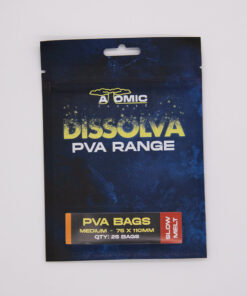 ATOMIC
DISSOLVA
PVA RANGE
PVA BAGS
MEDIUM - 75 X 110MM
QTY: 25 BAGS
SLOW
MELT